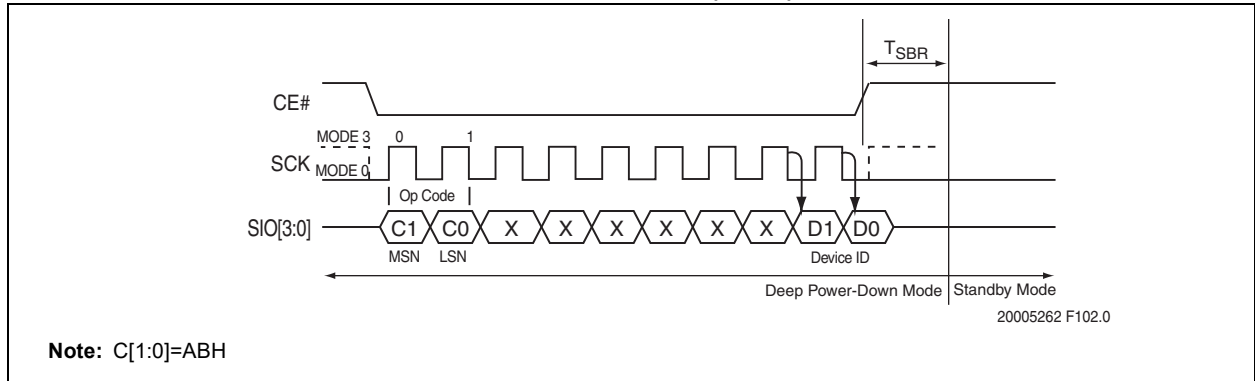 TSBR
CE#
MODE 3 0 1
SCK MODE 0
Op Code
SIO[3:0] C1 C0 X X X X X X D1 D0
MSN LSN Device ID
Deep Power-Down Mode Standby Mode
20005262 F102.0
Note: C[1:0]=ABH